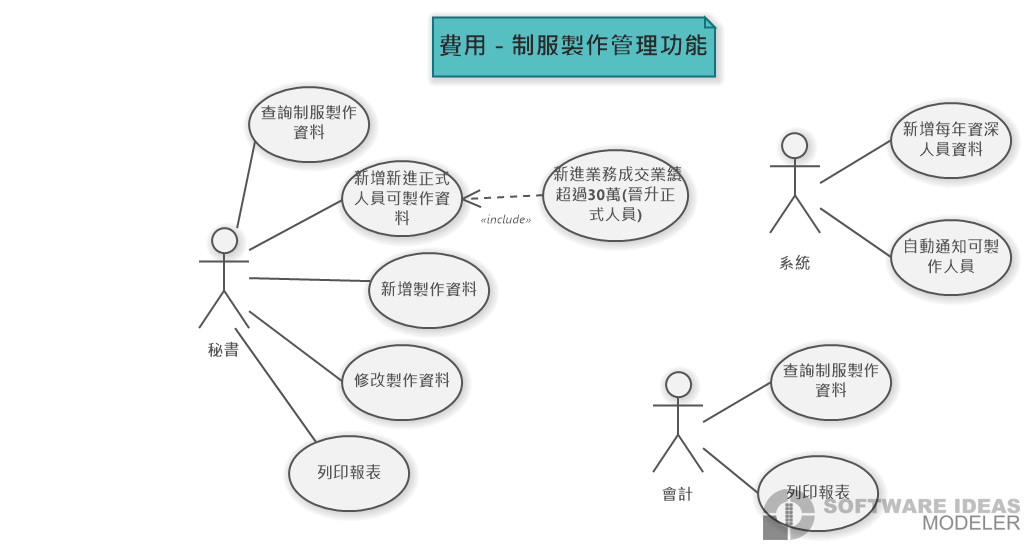 費用 - 制服製作管理功能
查詢制服製作
資料
新增新進正式
人員可製作資
料
«include»
新進業務成交業績
超過30萬(晉升正
式人員)
新增製作資料
修改製作資料
列印報表
秘書
新增每年資深
人員資料
自動通知可製
作人員
系統
查詢制服製作
資料
列印報表
會計
SOFTWARE IDEAS
MODELER